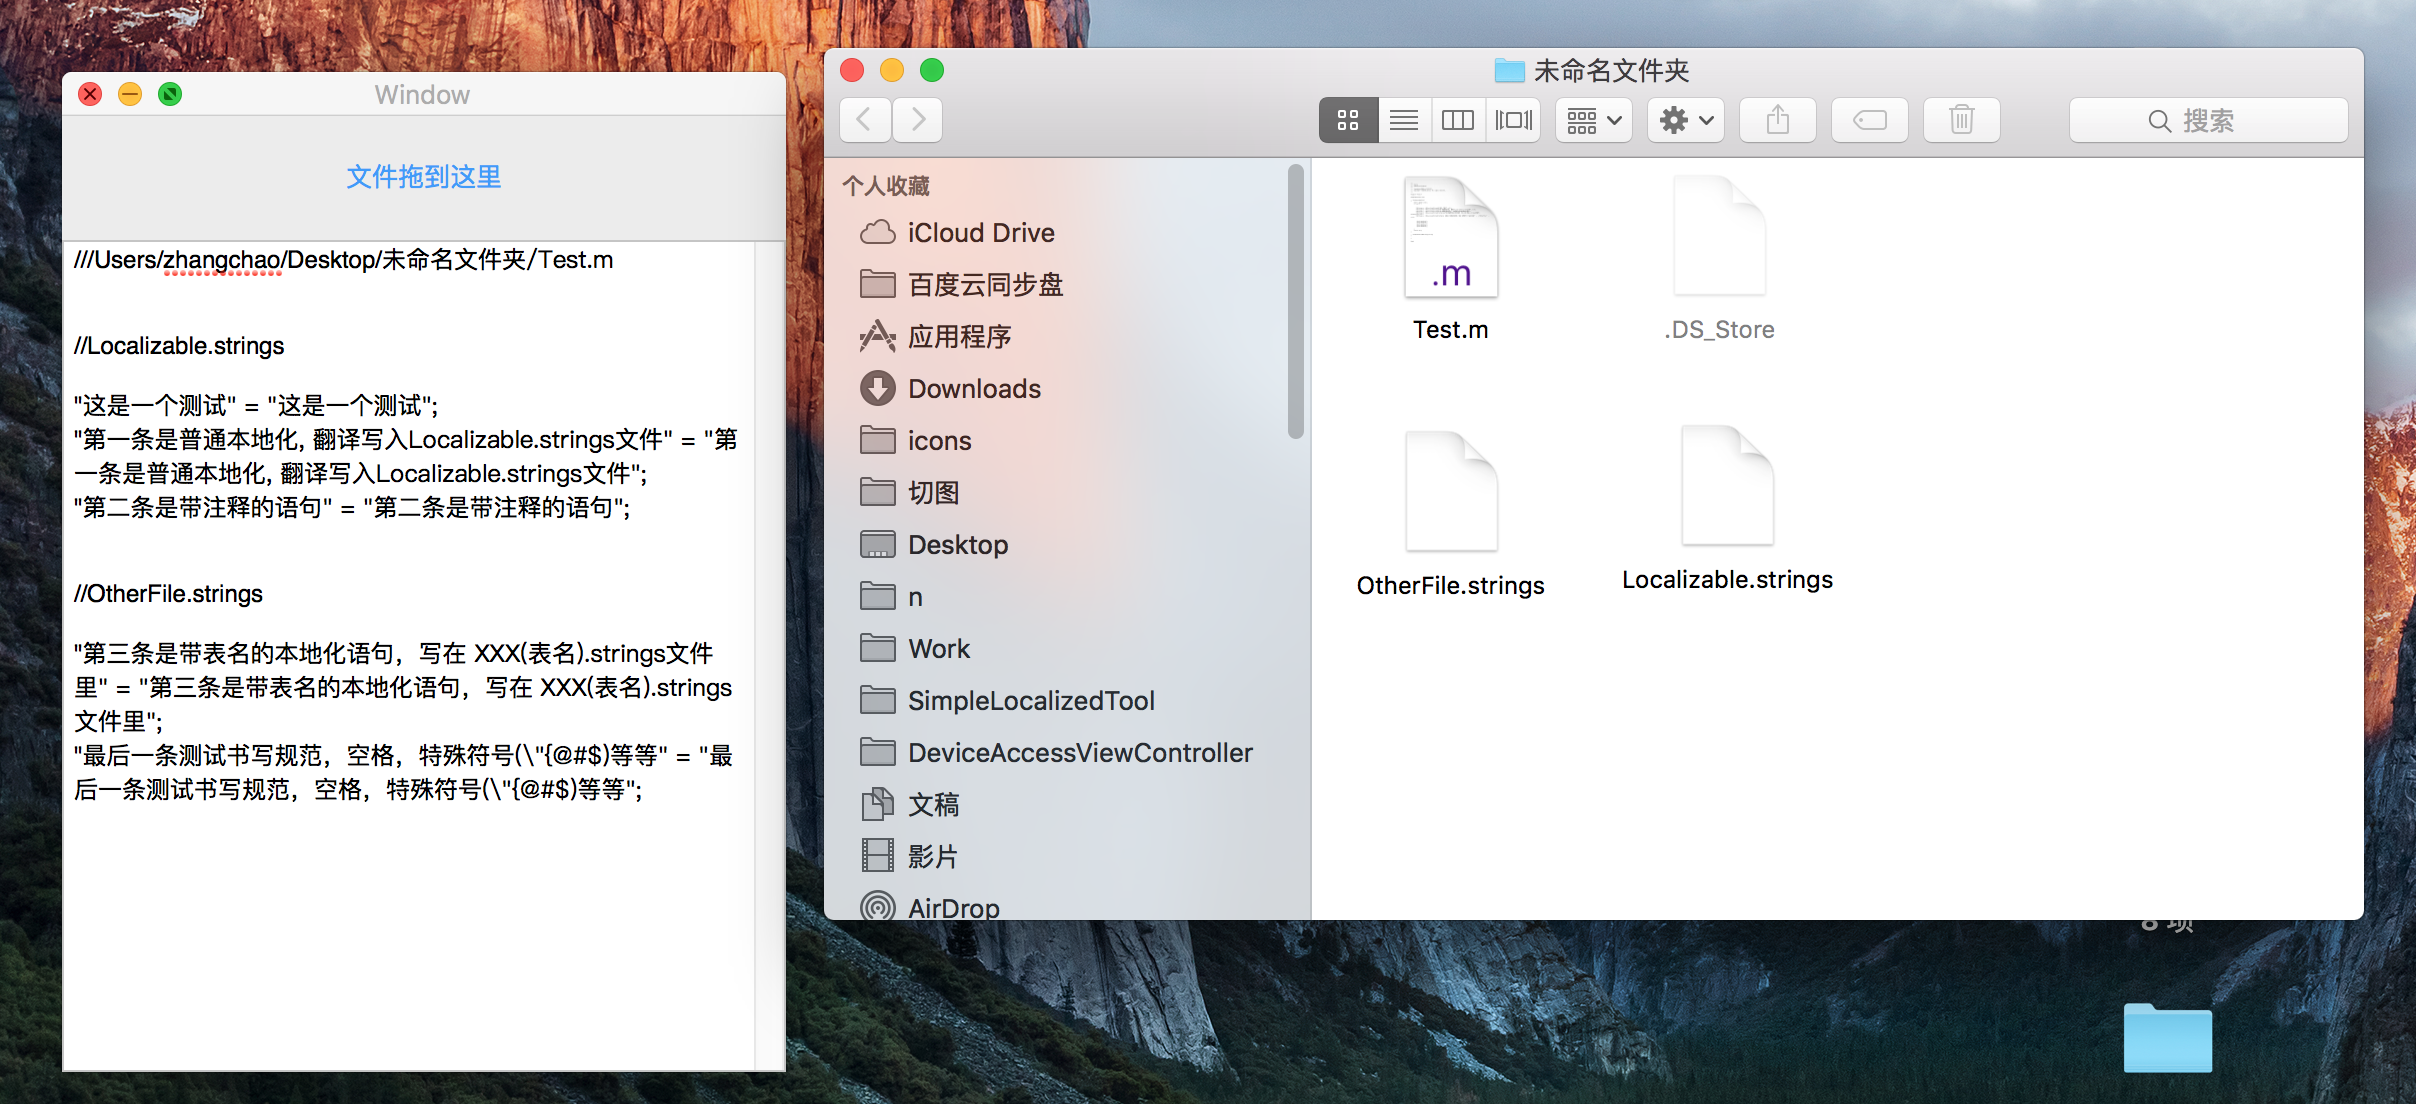 Window
文件拖到这里
///Users/zhangchao/Desktop/未命名文件夹/Test.m
//Localizable.strings
"这是一个测试" = "这是一个测试";
"第一条是普通本地化, 翻译写入Localizable.strings文件" = "第
一条是普通本地化, 翻译写入Localizable.strings文件";
"第二条是带注释的语句" = "第二条是带注释的语句";
//OtherFile.strings
"第三条是带表名的本地化语句，写在 XXX(表名).strings文件
里" = "第三条是带表名的本地化语句，写在 XXX(表名).strings
文件里";
"最后一条测试书写规范，空格，特殊符号(\"{@#$)等等" = "最
后一条测试书写规范，空格，特殊符号(\"{@#$)等等";
未命名文件夹
搜索
个人收藏
iCloud Drive
百度云同步盘
应用程序
Downloads
icons
切图
Desktop
n
Work
SimpleLocalizedTool
DeviceAccessViewController
文稿
影片
AirDrop
.m
Test.m
.DS_Store
OtherFile.strings
Localizable.strings
8 项